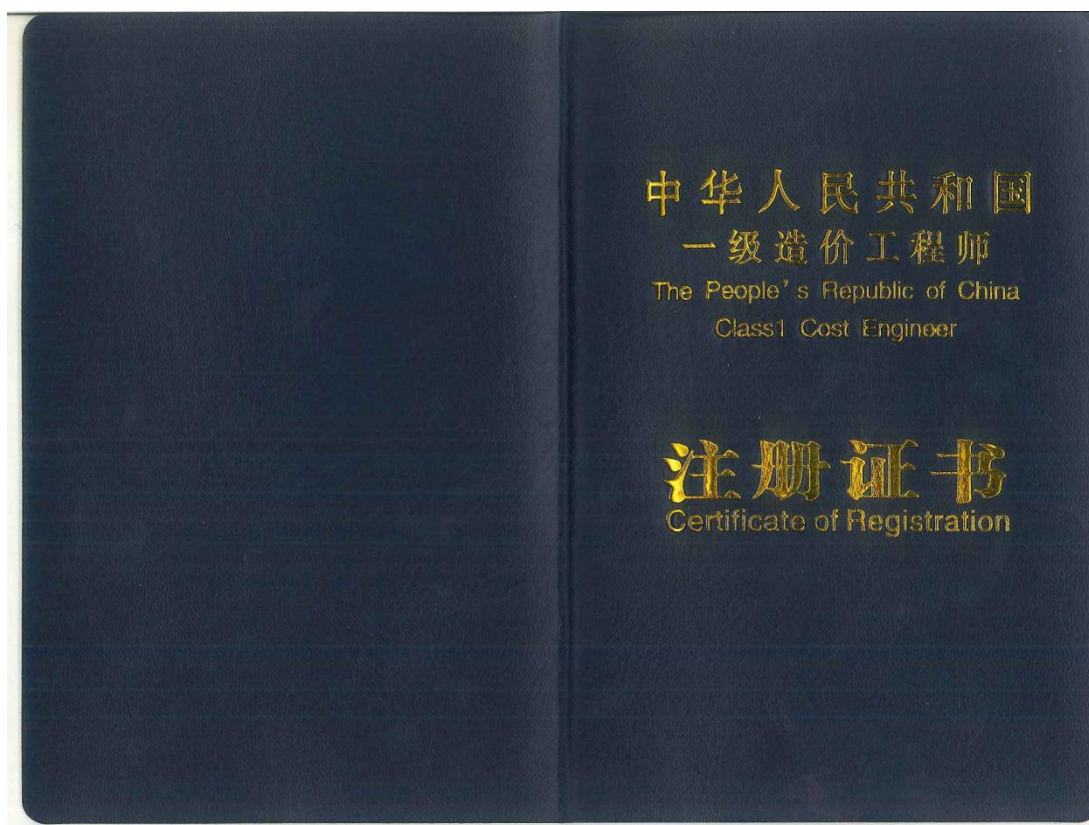 中华人民共和国
一级造价工程师
The People's Republic of China
Class1 Cost Engineer
注册证书
Certificate of Registration